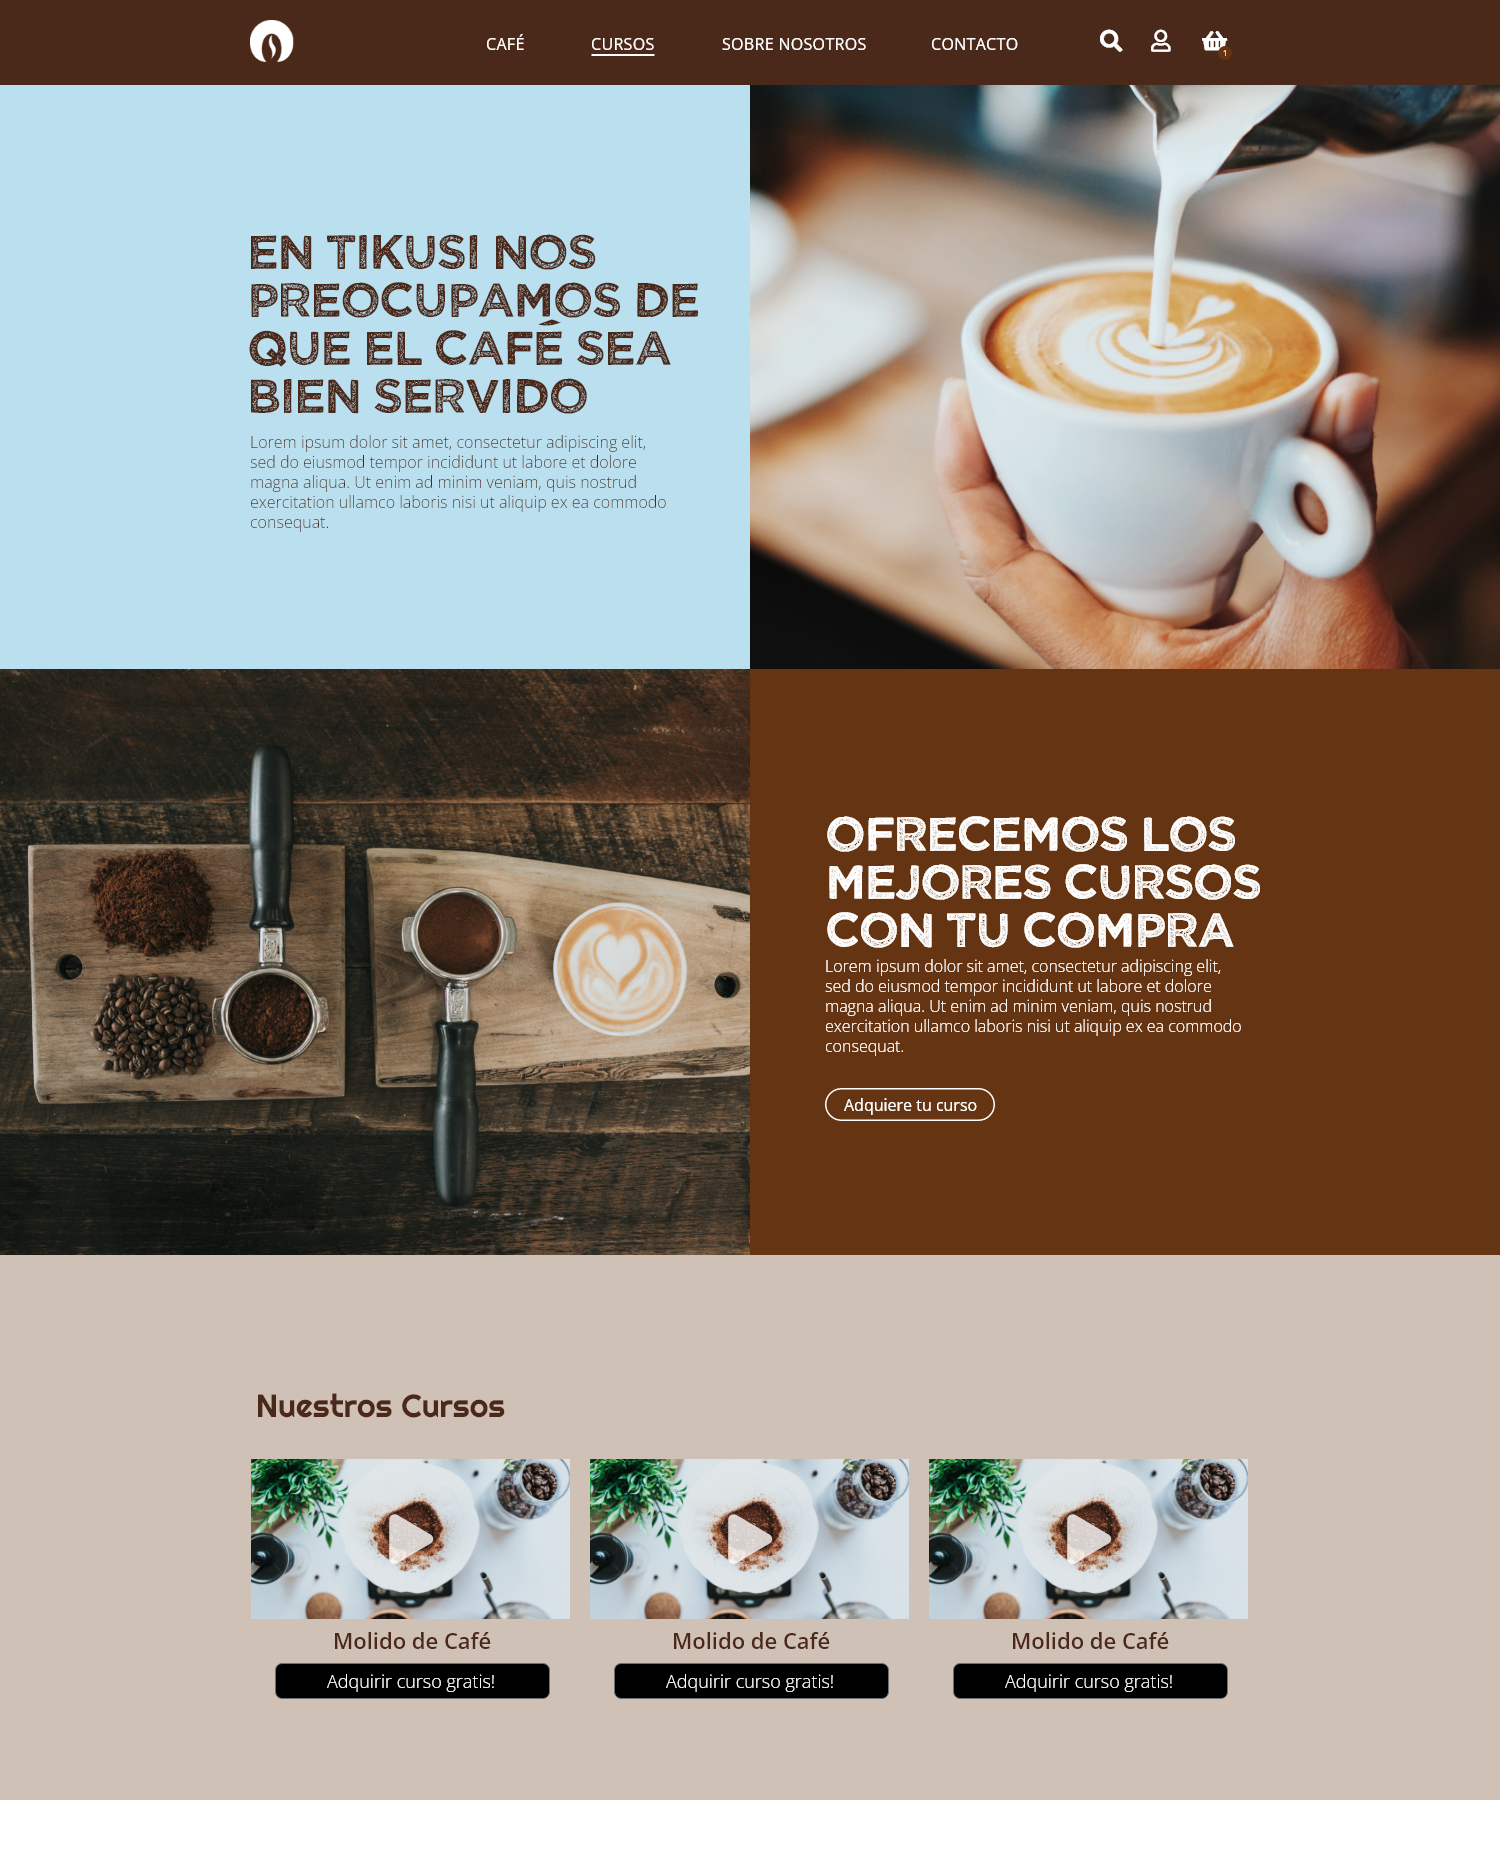 CAFÉ
CURSOS
SOBRE NOSOTROS
CONTACTO
1
EN TIKUSI NOS
PREOCUPAMOS DE
QUE EL CAFÉ SEA
BIEN SERVIDO
Lorem ipsum dolor sit amet, consectetur adipiscing elit,
sed do eiusmod tempor incididunt ut labore et dolore
magna aliqua. Ut enim ad minim veniam, quis nostrud
exercitation ullamco laboris nisi ut aliquip ex ea commodo
consequat.
OFRECEMOS LOS
MEJORES CURSOS
CON TU COMPRA
Lorem ipsum dolor sit amet, consectetur adipiscing elit,
sed do eiusmod tempor incididunt ut labore et dolore
magna aliqua. Ut enim ad minim veniam, quis nostrud
exercitation ullamco laboris nisi ut aliquip ex ea commodo
consequat.
Adquiere tu curso
Nuestros Cursos
Molido de Café
Adquirir curso gratis!
Molido de Café
Adquirir curso gratis!
Molido de Café
Adquirir curso gratis!